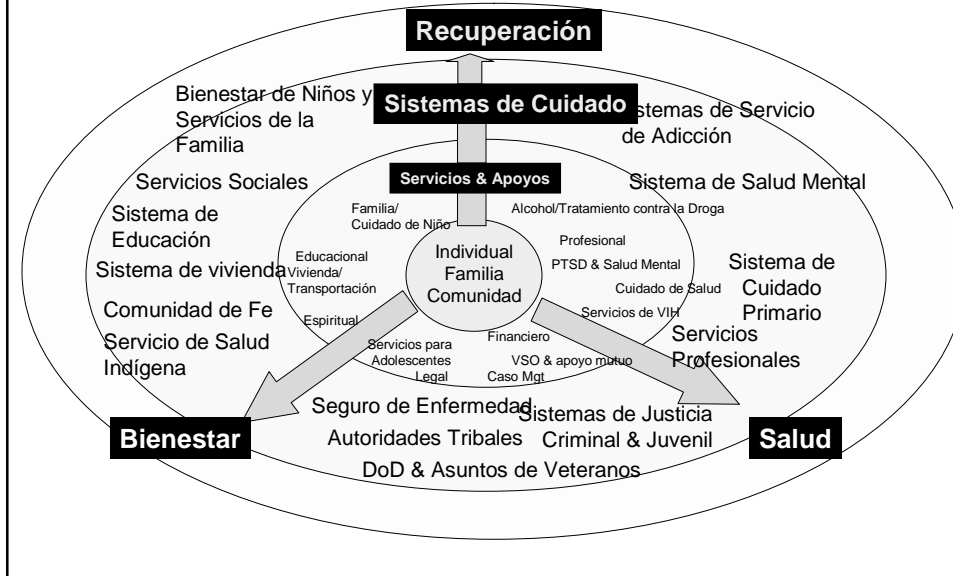 Recuperación
Sistemas de Cuidado
Bienestar de Niños y
Servicios de la
Familia
istemas de Servicio
de Adicción
Servicios & Apoyos
Servicios Sociales
Sistema de Salud Mental
Familia/
Cuidado de Niño
Alcohol/Tratamiento contra la Droga
Sistema de
Educación
Profesional
Individual
Familia
Comunidad
Educacional
Vivienda/
Transportación
PTSD & Salud Mental
Sistema de vivienda
Sistema de
Cuidado
Primario
Cuidado de Salud
Comunidad de Fe
Espiritual
Servicios de VIH
Servicio de Salud
Indígena
Servicios
Profesionales
Servicios para
Adolescentes
Legal
Financiero
VSO & apoyo mutuo
Caso Mgt
Seguro de Enfermedad
Sistemas de Justicia
Criminal & Juvenil
Bienestar
Autoridades Tribales
Salud
DoD & Asuntos de Veteranos